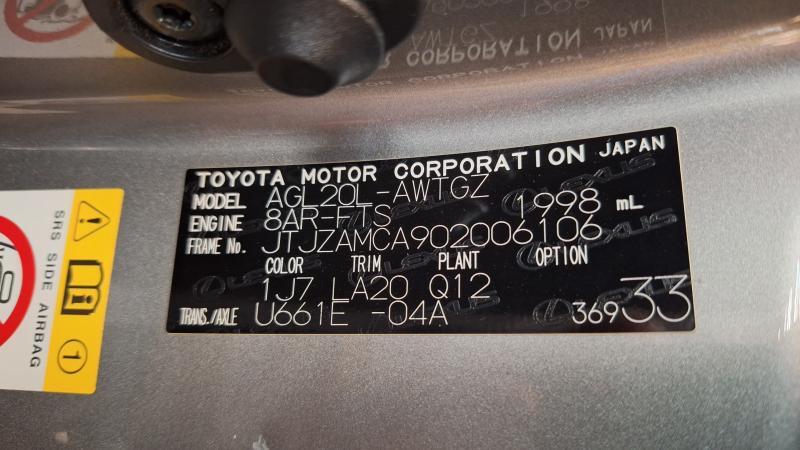 TOYOTA MOTOR CORPORATION JAPAN
MODEL AGL20L-AWTGZ
ENGINE 8AR-FTS 1998 mL
FRAME No. JTJZAMCA902006106
COLOR TRIM PLANT OPTION
1J7 LA20 Q12
TRANS./AXLE U661E -04A 36933
SRS SIDE AIRBAG
1